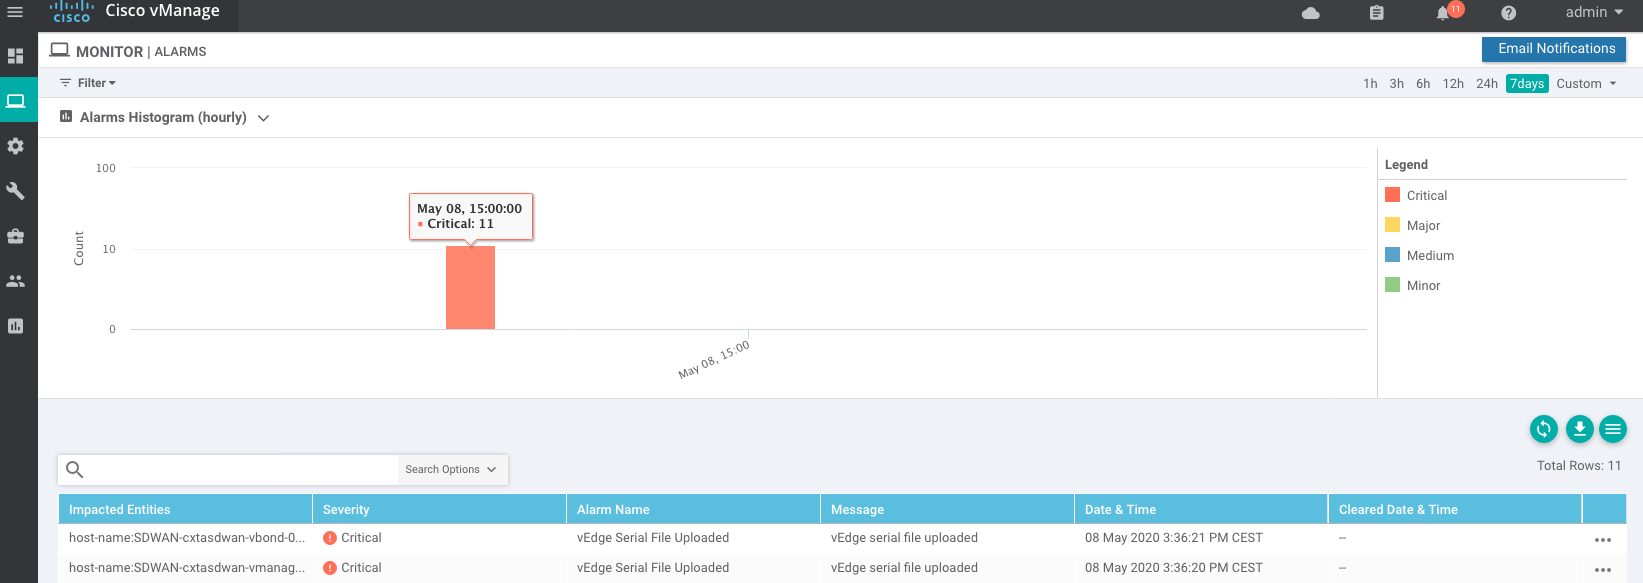 cisco Cisco vManage 11 admin
MONITOR | ALARMS Email Notifications
Filter 1h 3h 6h 12h 24h 7days Custom
Alarms Histogram (hourly)
Legend
Critical
Major
Medium
Minor
100
10
0
Count
May 08, 15:00:00
Critical: 11
May 08, 15:00
Search Options Total Rows: 11
Impacted Entities Severity Alarm Name Message Date & Time Cleared Date & Time
host-name:SDWAN-cxtasdwan-vbond-0... Critical vEdge Serial File Uploaded vEdge serial file uploaded 08 May 2020 3:36:21 PM CEST --
host-name:SDWAN-cxtasdwan-vmanag... Critical vEdge Serial File Uploaded vEdge serial file uploaded 08 May 2020 3:36:20 PM CEST --